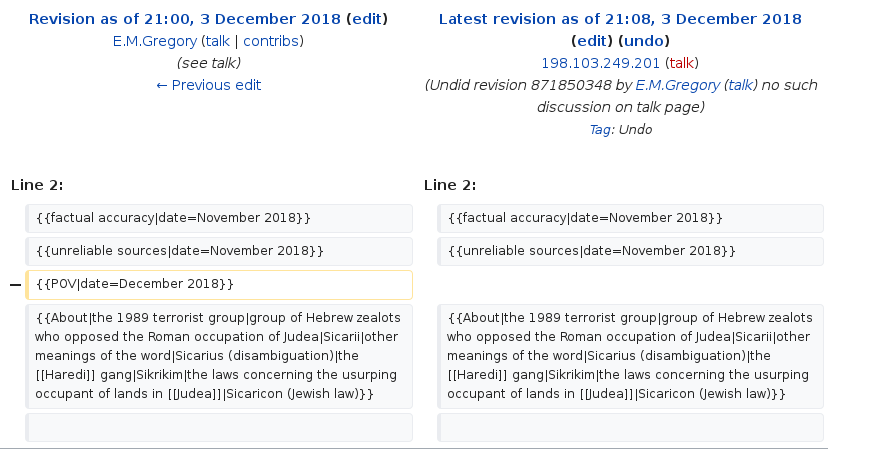 Revision as of 21:00, 3 December 2018 (edit)
E.M.Gregory (talk | contribs)
(see talk)
← Previous edit
Latest revision as of 21:08, 3 December 2018
(edit) (undo)
198.103.249.201 (talk)
(Undid revision 871850348 by E.M.Gregory (talk) no such
discussion on talk page)
Tag: Undo
Line 2:
Line 2:
{{factual accuracy|date=November 2018}}
{{factual accuracy|date=November 2018}}
{{unreliable sources|date=November 2018}}
{{unreliable sources|date=November 2018}}
− {{POV|date=December 2018}}
{{About|the 1989 terrorist group|group of Hebrew zealots
who opposed the Roman occupation of Judea|Sicarii|other
meanings of the word|Sicarius (disambiguation)|the
[[Haredi]] gang|Sikrikim|the laws concerning the usurping
occupant of lands in [[Judea]]|Sicaricon (Jewish law)}}
{{About|the 1989 terrorist group|group of Hebrew zealots
who opposed the Roman occupation of Judea|Sicarii|other
meanings of the word|Sicarius (disambiguation)|the
[[Haredi]] gang|Sikrikim|the laws concerning the usurping
occupant of lands in [[Judea]]|Sicaricon (Jewish law)}}